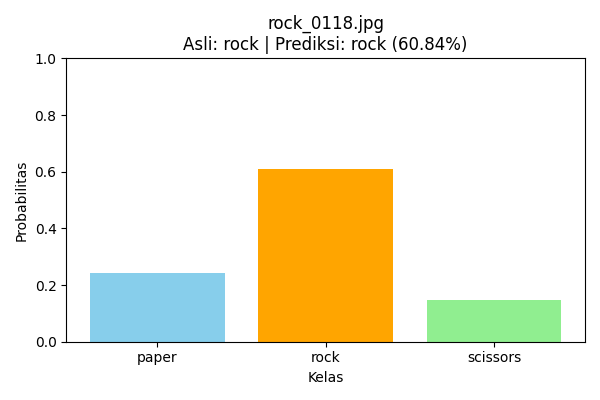 rock_0118.jpg
Asli: rock | Prediksi: rock (60.84%)
1.0
0.8
0.6
0.4
0.2
0.0
Probabilitas
paper rock scissors
Kelas